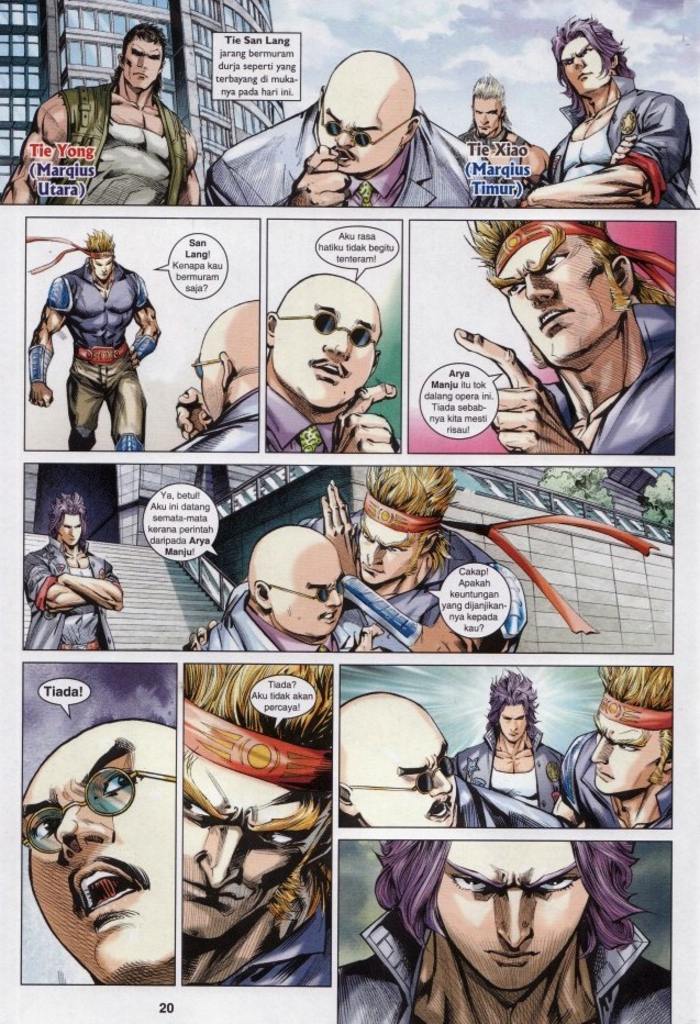 Tie San Lang
jarang bermuram
durja seperti yang
terbayang di muka-
nya pada hari ini.
Tie Yong
(Marqius
Utara)
Tie Xiao
(Marqius
Timur)
San
Lang!
Kenapa kau
bermuram
saja?
Aku rasa
hatiku tidak begitu
tenteram!
Arya
Manju itu tok
dalang opera ini.
Tiada sebab-
nya kita mesti
risau!
Ya, betul!
Aku ini datang
semata-mata
kerana perintah
daripada Arya
Manju!
Cakap!
Apakah
keuntungan
yang dijanjikan-
nya kepada
kau?
Tiada!
Tiada?
Aku tidak akan
percaya!
20